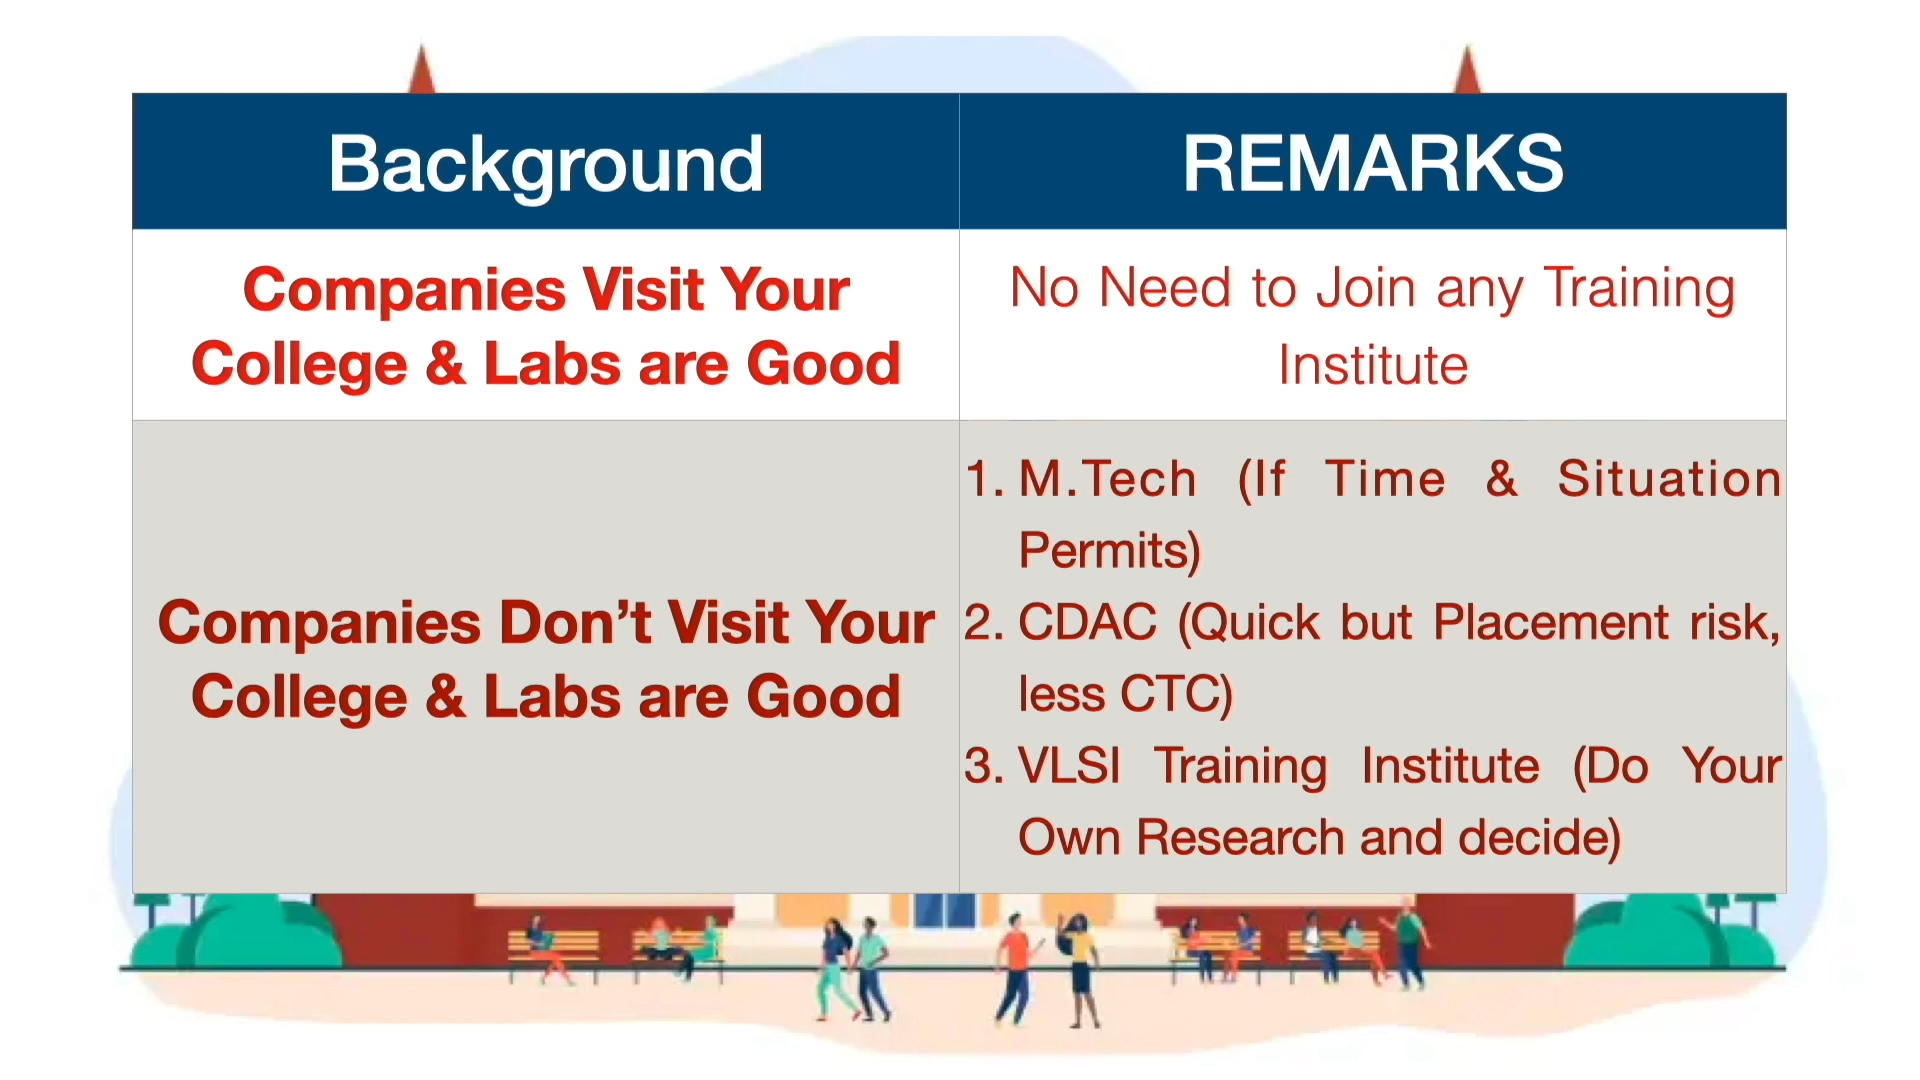 Background
REMARKS
Companies Visit Your
College & Labs are Good
No Need to Join any Training
Institute
Companies Don’t Visit Your
College & Labs are Good
1. M.Tech (If Time & Situation
Permits)
2. CDAC (Quick but Placement risk,
less CTC)
3. VLSI Training Institute (Do Your
Own Research and decide)